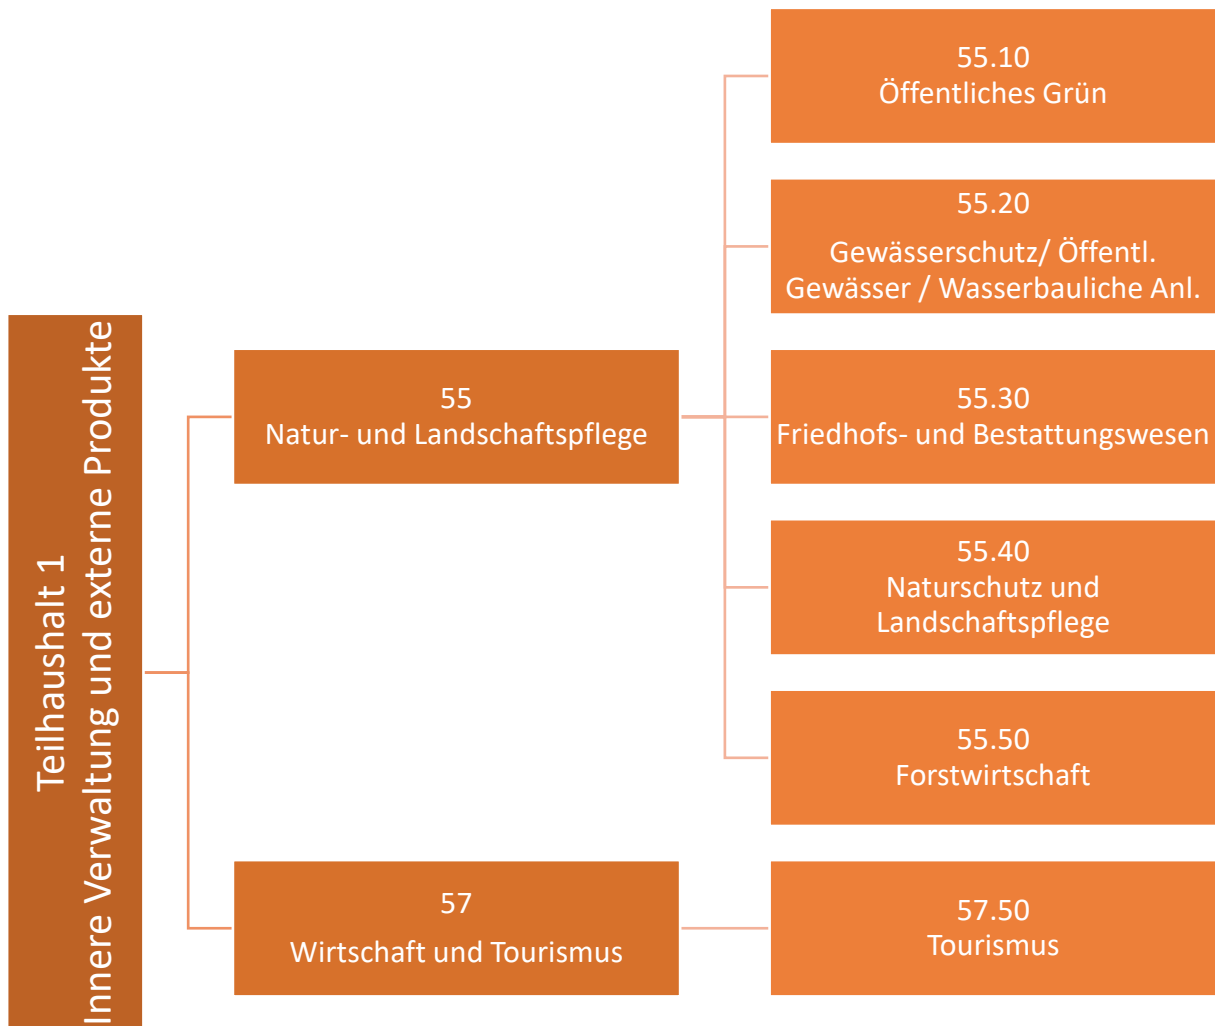 Teilhaushalt 1
Innere Verwaltung und externe Produkte
55
Natur- und Landschaftspflege
55.10
Öffentliches Grün
55.20
Gewässerschutz/ Öffentl.
Gewässer / Wasserbauliche Anl.
55.30
Friedhofs- und Bestattungswesen
55.40
Naturschutz und
Landschaftspflege
55.50
Forstwirtschaft
57
Wirtschaft und Tourismus
57.50
Tourismus